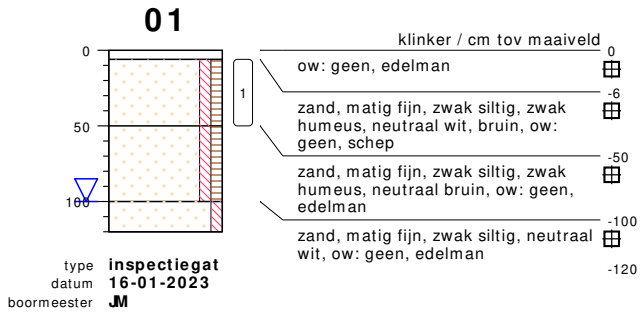 01
klinker / cm tov maaiveld
0
0
ow: geen, edelman
-6
zand, matig fijn, zwak siltig, zwak
humeus, neutraal wit, bruin, ow:
geen, schep
1
50
-50
zand, matig fijn, zwak siltig, zwak
humeus, neutraal bruin, ow: geen,
edelman
100
-100
zand, matig fijn, zwak siltig, neutraal
wit, ow: geen, edelman
-120
type inspectiegat
datum 16-01-2023
boormeester JM